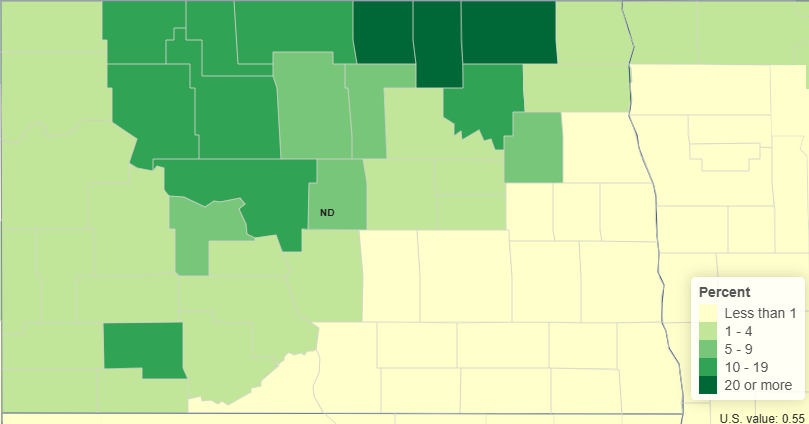 ND
Percent
Less than 1
1 - 4
5 - 9
10 - 19
20 or more
U.S. value: 0.55